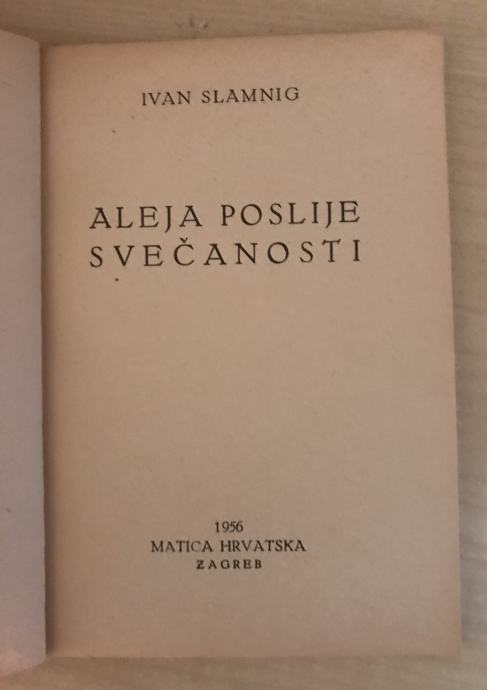 IVAN SLAMNIG
ALEJA POSLIJE
SVEČANOSTI
1956
MATICA HRVATSKA
ZAGREB